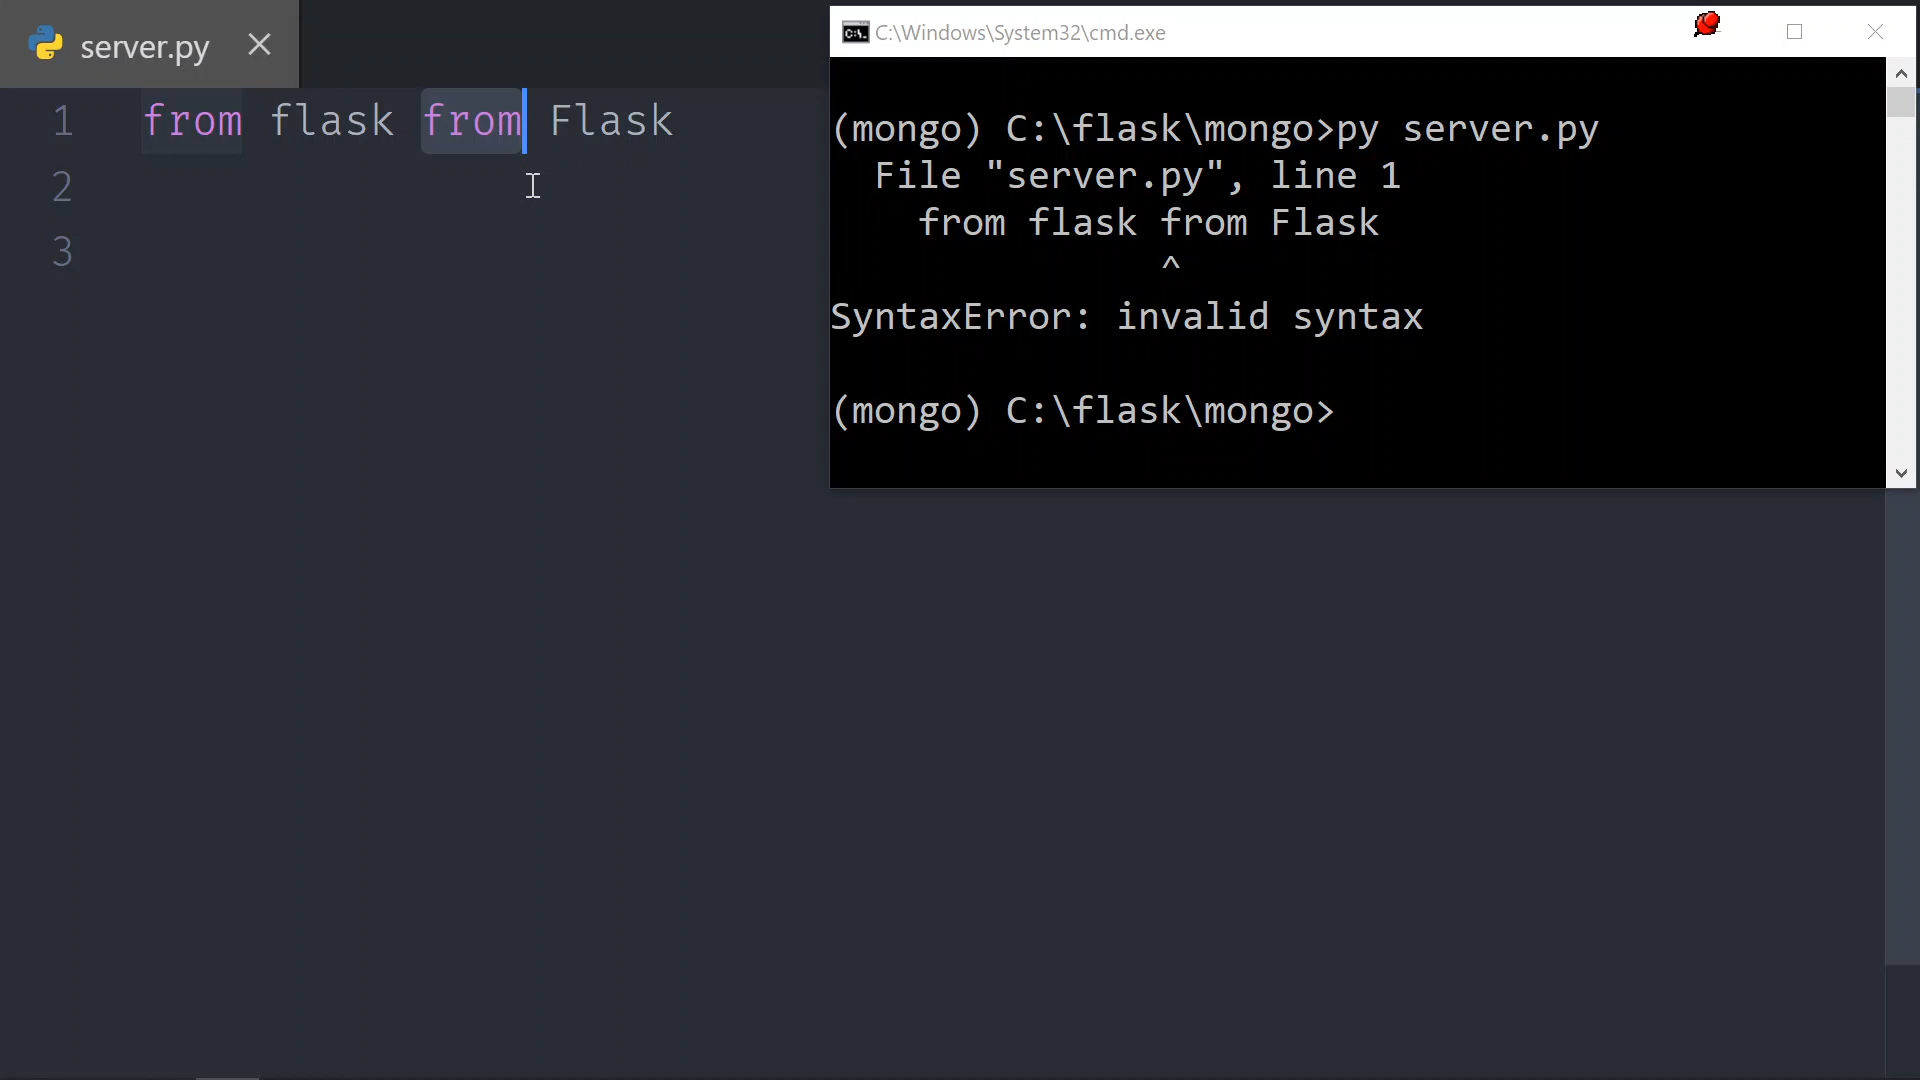 server.py
1 from flask from Flask
2
3
C:\Windows\System32\cmd.exe
(mongo) C:\flask\mongo>py server.py
File "server.py", line 1
from flask from Flask
^
SyntaxError: invalid syntax
(mongo) C:\flask\mongo>